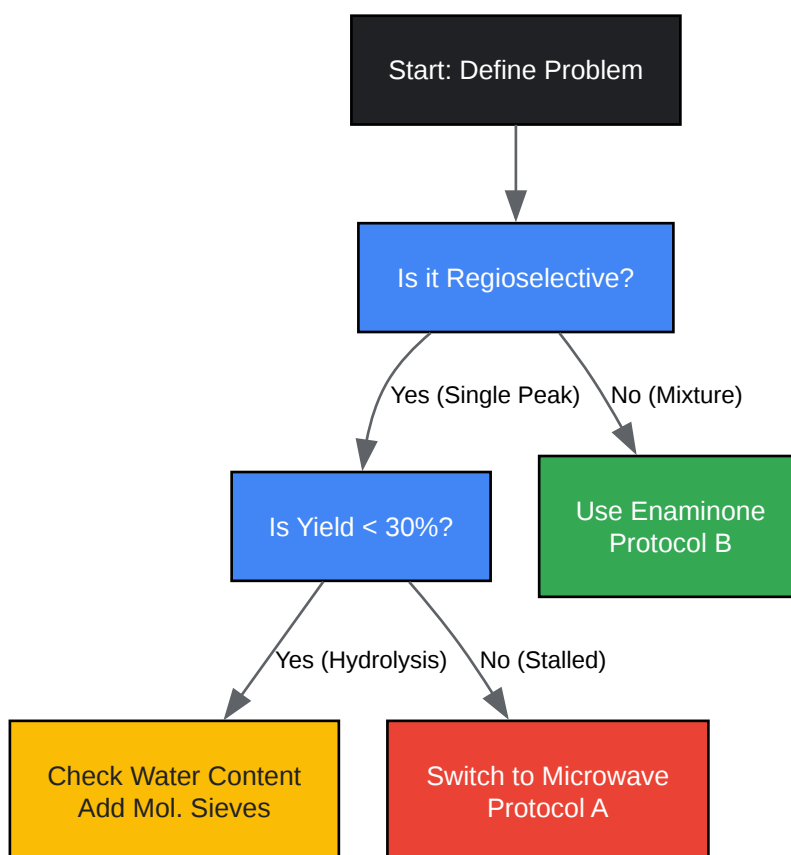 Start: Define Problem
Is it Regioselective?
Yes (Single Peak)
No (Mixture)
Is Yield < 30%?
Use Enaminone
Protocol B
Yes (Hydrolysis)
No (Stalled)
Check Water Content
Add Mol. Sieves
Switch to Microwave
Protocol A